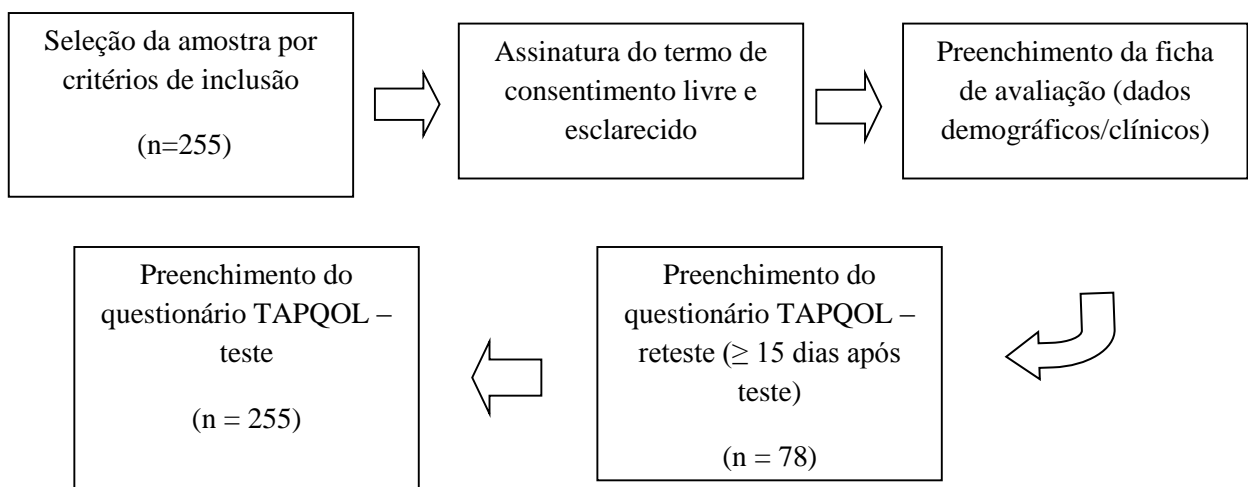 Seleção da amostra por
critérios de inclusão
(n=255)
Assinatura do termo de
consentimento livre e
esclarecido
Preenchimento da ficha
de avaliação (dados
demográficos/clínicos)
Preenchimento do
questionário TAPQOL –
teste
(n = 255)
Preenchimento do
questionário TAPQOL –
reteste (≥ 15 dias após
teste)
(n = 78)